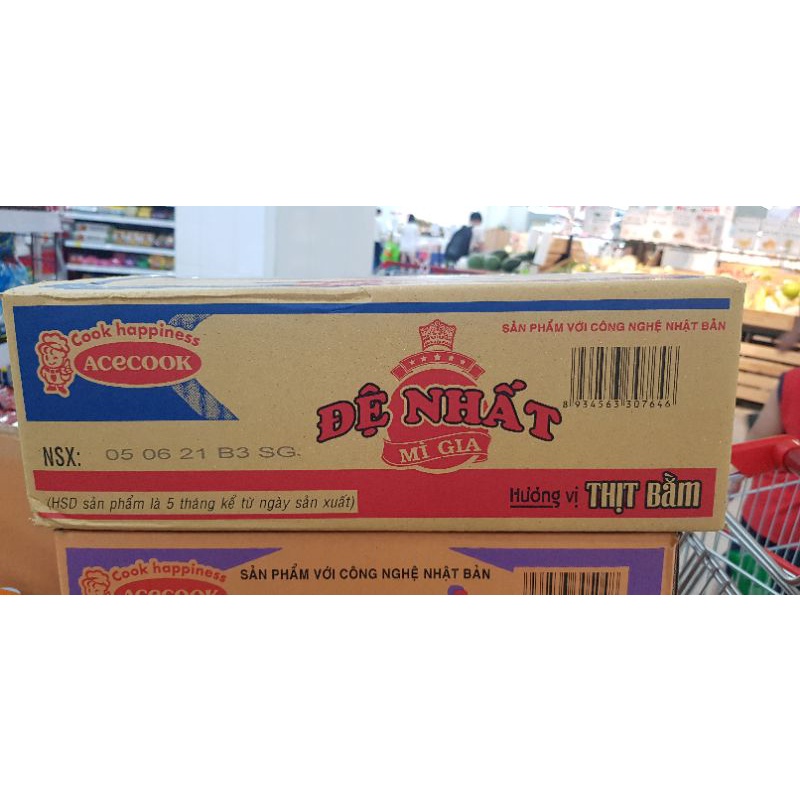 Cook happiness
ACECOOK
SẢN PHẨM VỚI CÔNG NGHỆ NHẬT BẢN
8 934563 307646
ĐỆ NHẤT
MÌ GIA
NSX: 05 06 21 B3 SG.
(HSD sản phẩm là 5 tháng kể từ ngày sản xuất)
Hương vị THỊT BẰM
Cook happiness
SẢN PHẨM VỚI CÔNG NGHỆ NHẬT BẢN
ACECOOK